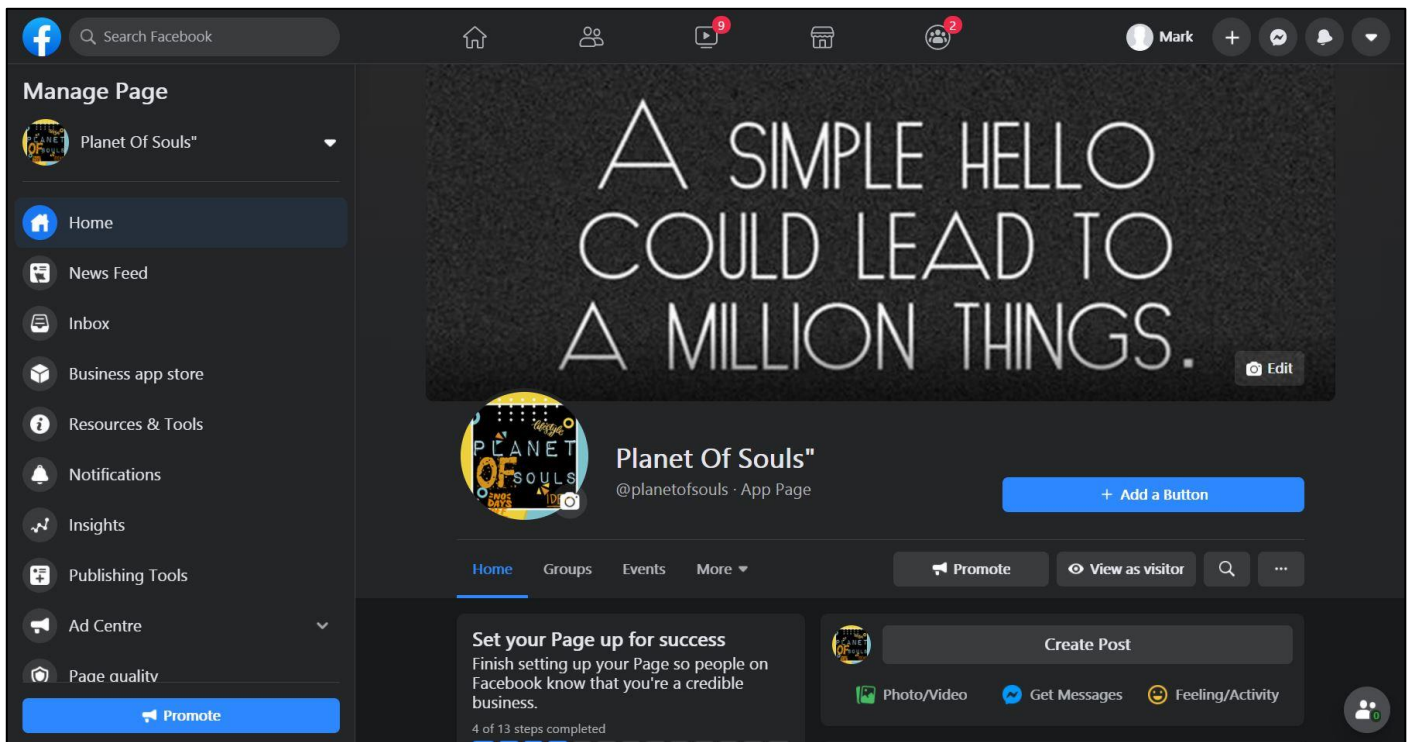 Search Facebook
9
2
Mark
Manage Page
Planet Of Souls"
Home
News Feed
Inbox
Business app store
Resources & Tools
Notifications
Insights
Publishing Tools
Ad Centre
Page quality
Promote
A SIMPLE HELLO
COULD LEAD TO
A MILLION THINGS.
Edit
lifestyle
PLANET
OF SOULS
DAYS
Planet Of Souls"
@planetofsouls · App Page
+ Add a Button
Home Groups Events More
Promote View as visitor
Set your Page up for success
Finish setting up your Page so people on
Facebook know that you're a credible
business.
4 of 13 steps completed
Create Post
Photo/Video Get Messages Feeling/Activity
0